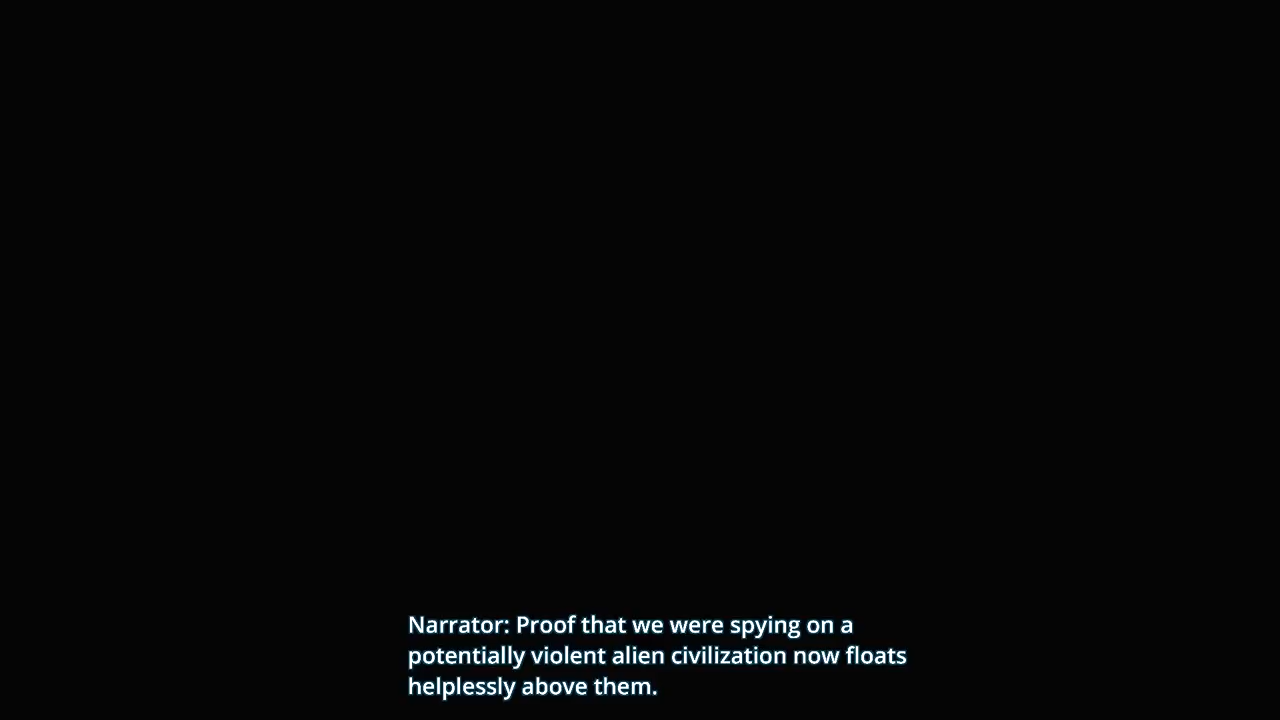 Narrator: Proof that we were spying on a
potentially violent alien civilization now floats
helplessly above them.